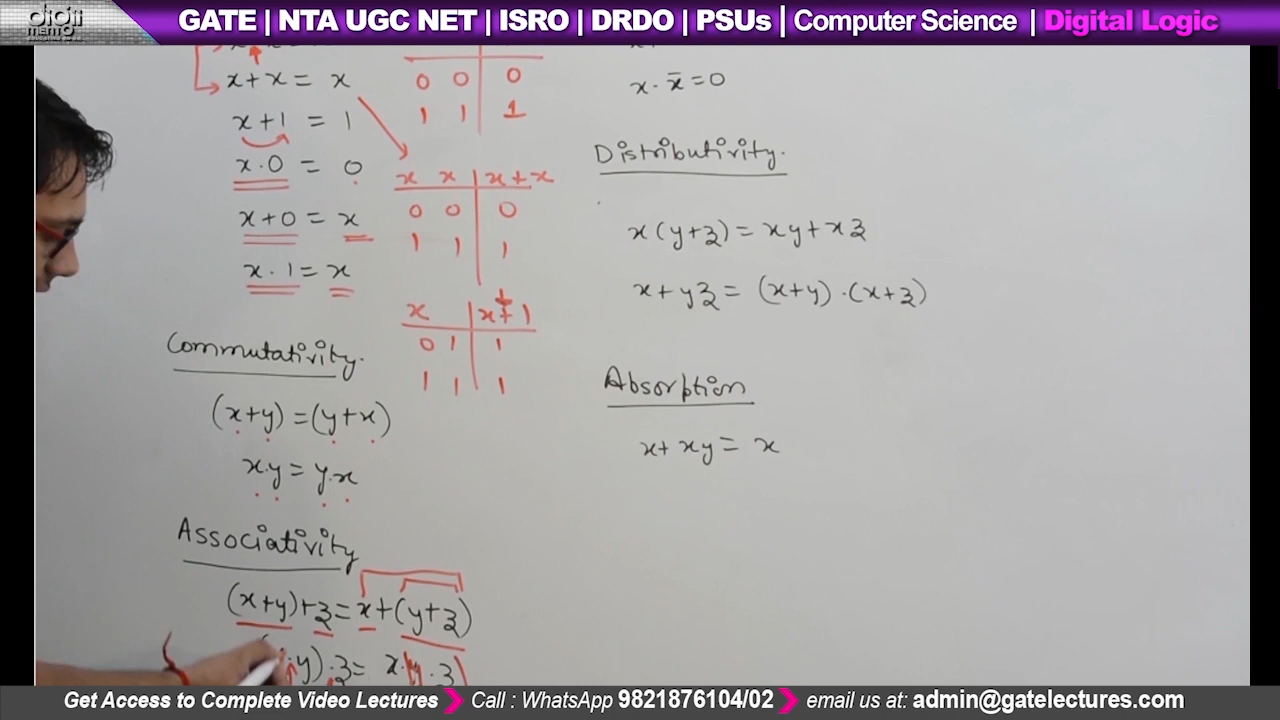 digii
MEMTO
GATE | NTA UGC NET | ISRO | DRDO | PSUs | Computer Science | Digital Logic
x + x = x
x + 1 = 1
x · 0 = 0
x + 0 = x
x · 1 = x
Commutativity.
(x+y) = (y+x)
x·y = y·x
Associativity
(x+y)+z = x+(y+z)
y)·z = x· · z)
0 0 0
1 1 1
x x x+x
0 0 0
1 1 1
x x+1
0 1 1
1 1 1
x · x̄ = 0
Distributivity.
x(y+z) = xy+xz
x+yz = (x+y)·(x+z)
Absorption
x+xy = x
Get Access to Complete Video Lectures Call : WhatsApp 9821876104/02 email us at: admin@gatelectures.com